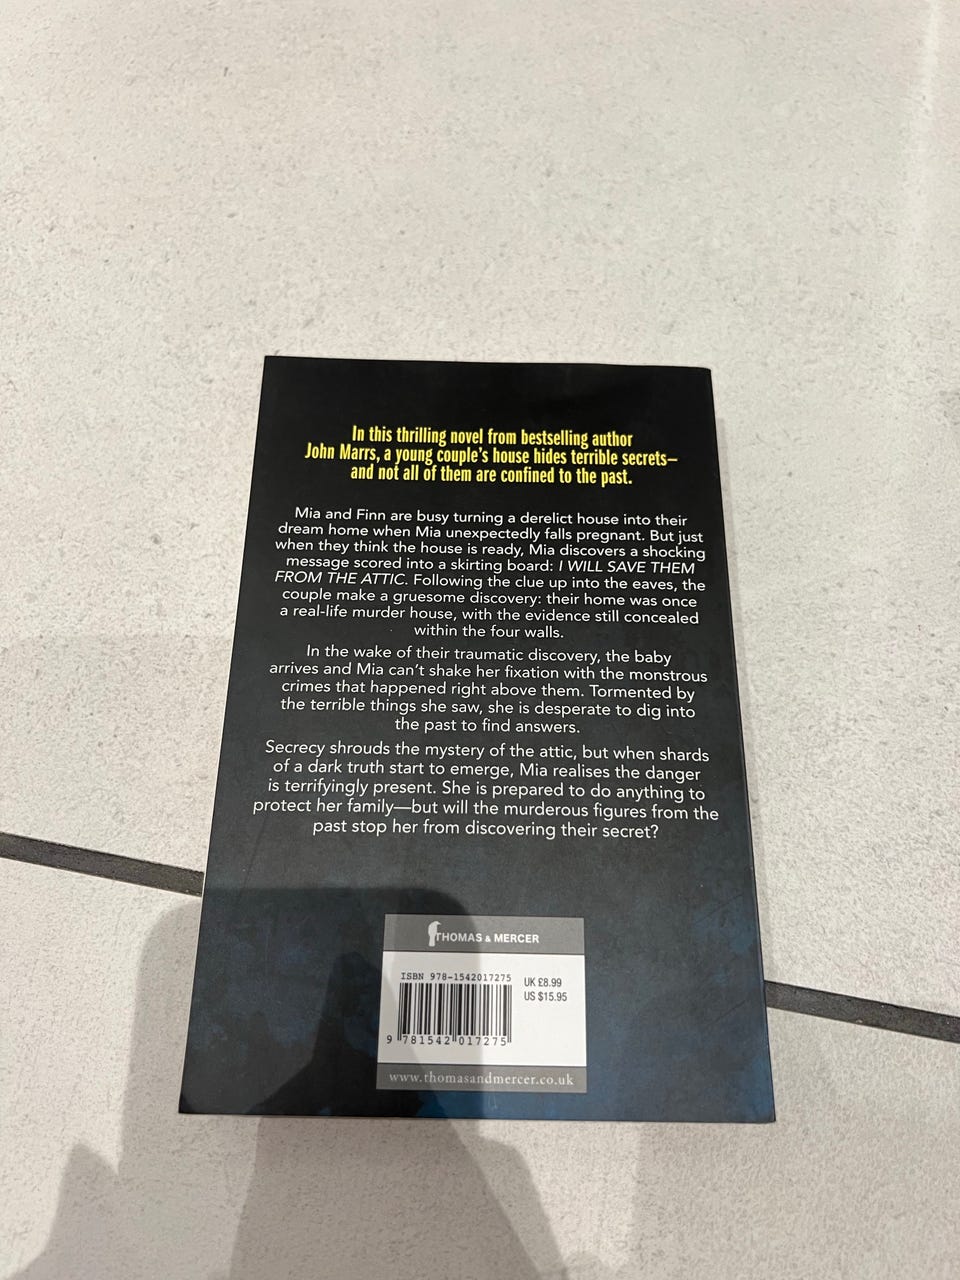 In this thrilling novel from bestselling author
John Marrs, a young couple's house hides terrible secrets—
and not all of them are confined to the past.
Mia and Finn are busy turning a derelict house into their
dream home when Mia unexpectedly falls pregnant. But just
when they think the house is ready, Mia discovers a shocking
message scored into a skirting board: I WILL SAVE THEM
FROM THE ATTIC. Following the clue up into the eaves, the
couple make a gruesome discovery: their home was once
a real-life murder house, with the evidence still concealed
within the four walls.
In the wake of their traumatic discovery, the baby
arrives and Mia can't shake her fixation with the monstrous
crimes that happened right above them. Tormented by
the terrible things she saw, she is desperate to dig into
the past to find answers.
Secrecy shrouds the mystery of the attic, but when shards
of a dark truth start to emerge, Mia realises the danger
is terrifyingly present. She is prepared to do anything to
protect her family—but will the murderous figures from the
past stop her from discovering their secret?
THOMAS & MERCER
ISBN 978-1542017275
UK £8.99
US $15.95
9 781542 017275
www.thomasandmercer.co.uk